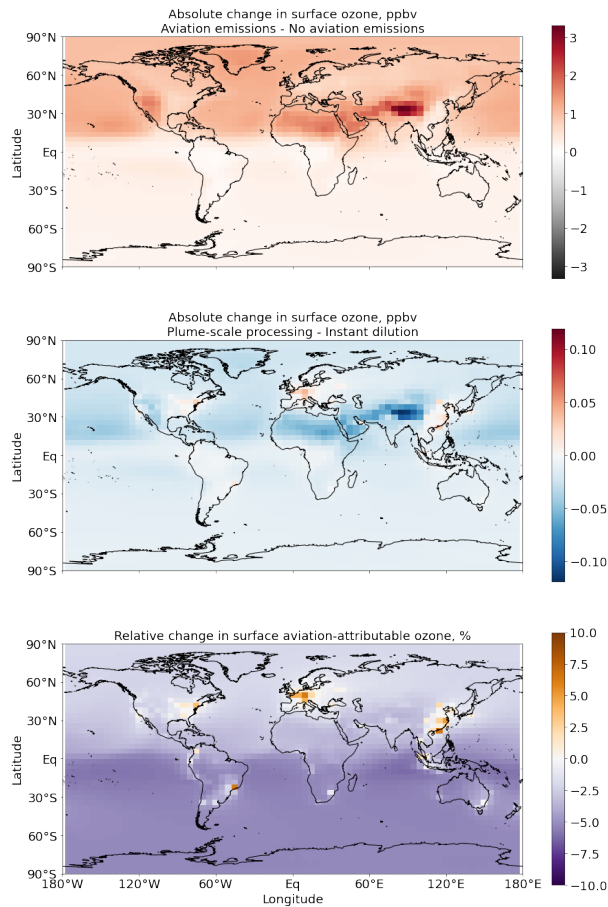 Absolute change in surface ozone, ppbv
Aviation emissions - No aviation emissions
90°N
60°N
30°N
Eq
30°S
60°S
90°S
Latitude
3
2
1
0
−1
−2
−3
Absolute change in surface ozone, ppbv
Plume-scale processing - Instant dilution
90°N
60°N
30°N
Eq
30°S
60°S
90°S
Latitude
0.10
0.05
0.00
−0.05
−0.10
Relative change in surface aviation-attributable ozone, %
90°N
60°N
30°N
Eq
30°S
60°S
90°S
Latitude
180°W 120°W 60°W Eq 60°E 120°E 180°E
Longitude
10.0
7.5
5.0
2.5
0.0
−2.5
−5.0
−7.5
−10.0